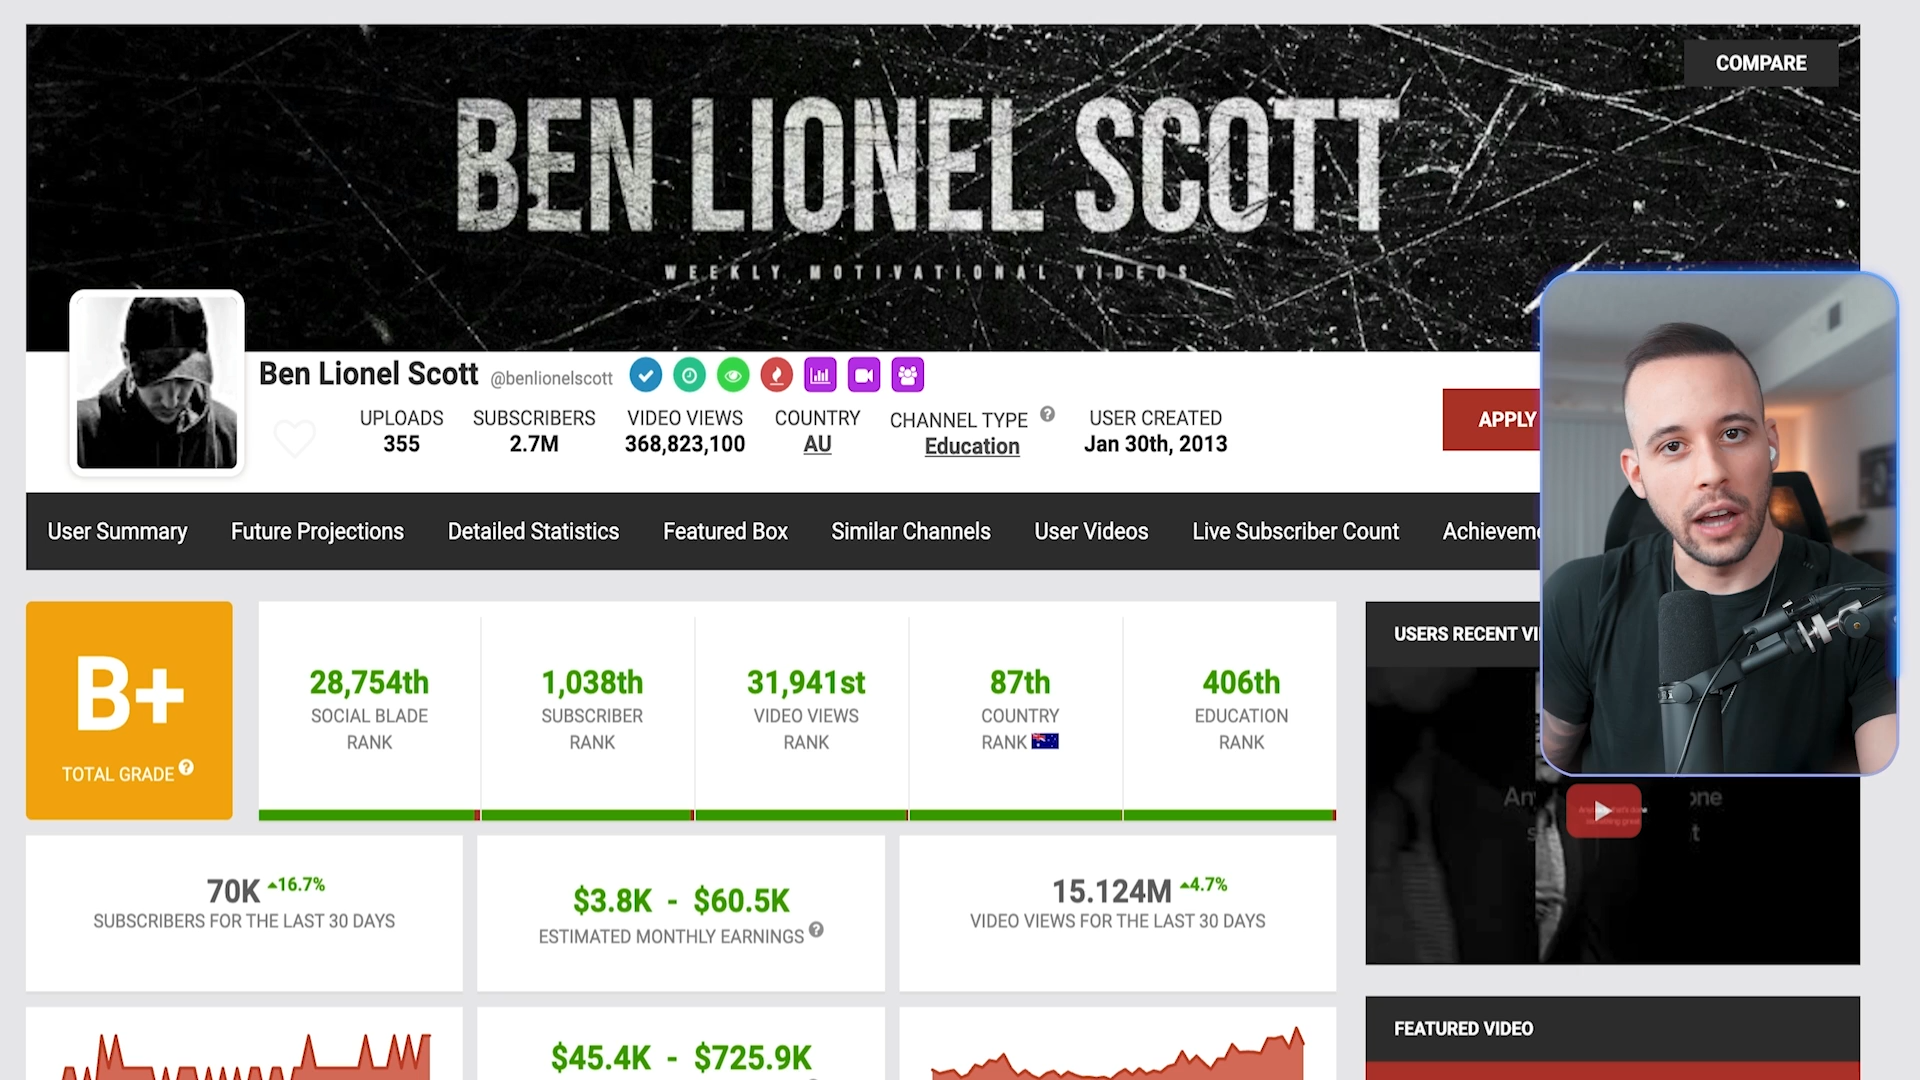 COMPARE
BEN LIONEL SCOTT
WEEKLY MOTIVATIONAL VIDEOS
Ben Lionel Scott @benlionelscott
UPLOADS
355
SUBSCRIBERS
2.7M
VIDEO VIEWS
368,823,100
COUNTRY
AU
CHANNEL TYPE ?
Education
USER CREATED
Jan 30th, 2013
APPLY
User Summary
Future Projections
Detailed Statistics
Featured Box
Similar Channels
User Videos
Live Subscriber Count
Achieveme
B+
TOTAL GRADE ?
28,754th
SOCIAL BLADE
RANK
1,038th
SUBSCRIBER
RANK
31,941st
VIDEO VIEWS
RANK
87th
COUNTRY
RANK
406th
EDUCATION
RANK
USERS RECENT VI
70K 16.7%
SUBSCRIBERS FOR THE LAST 30 DAYS
$3.8K - $60.5K
ESTIMATED MONTHLY EARNINGS ?
15.124M 4.7%
VIDEO VIEWS FOR THE LAST 30 DAYS
$45.4K - $725.9K
FEATURED VIDEO